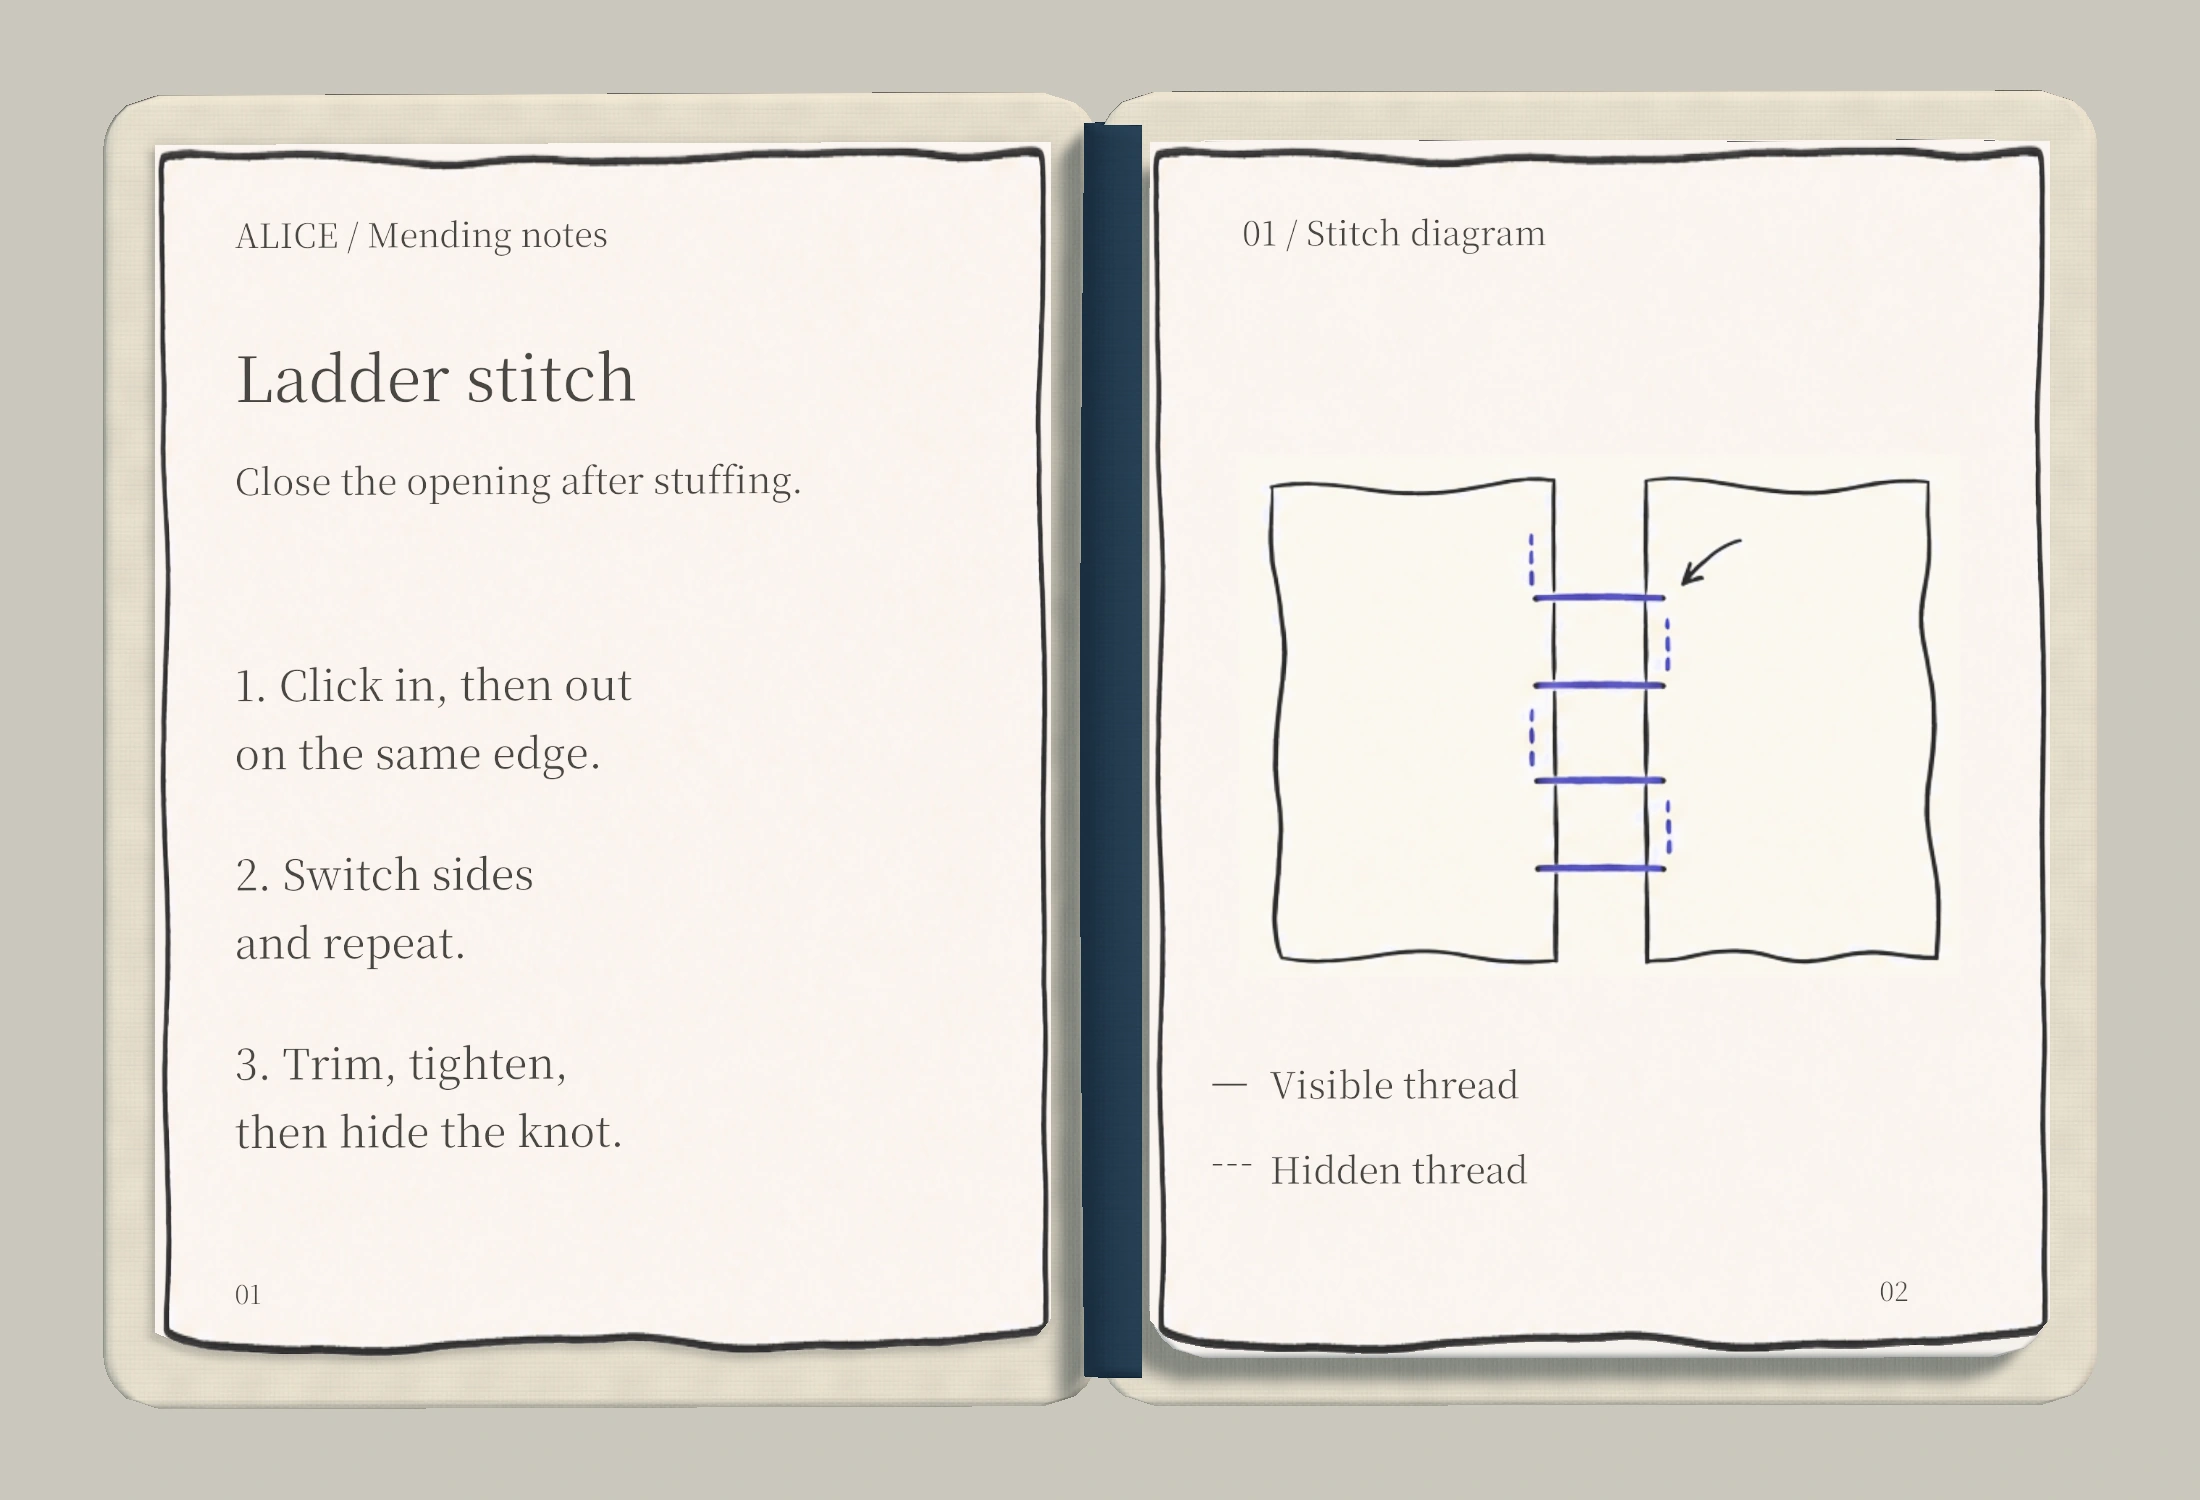 ALICE / Mending notes
Ladder stitch
Close the opening after stuffing.
1. Click in, then out
on the same edge.
2. Switch sides
and repeat.
3. Trim, tighten,
then hide the knot.
01
01 / Stitch diagram
— Visible thread
--- Hidden thread
02